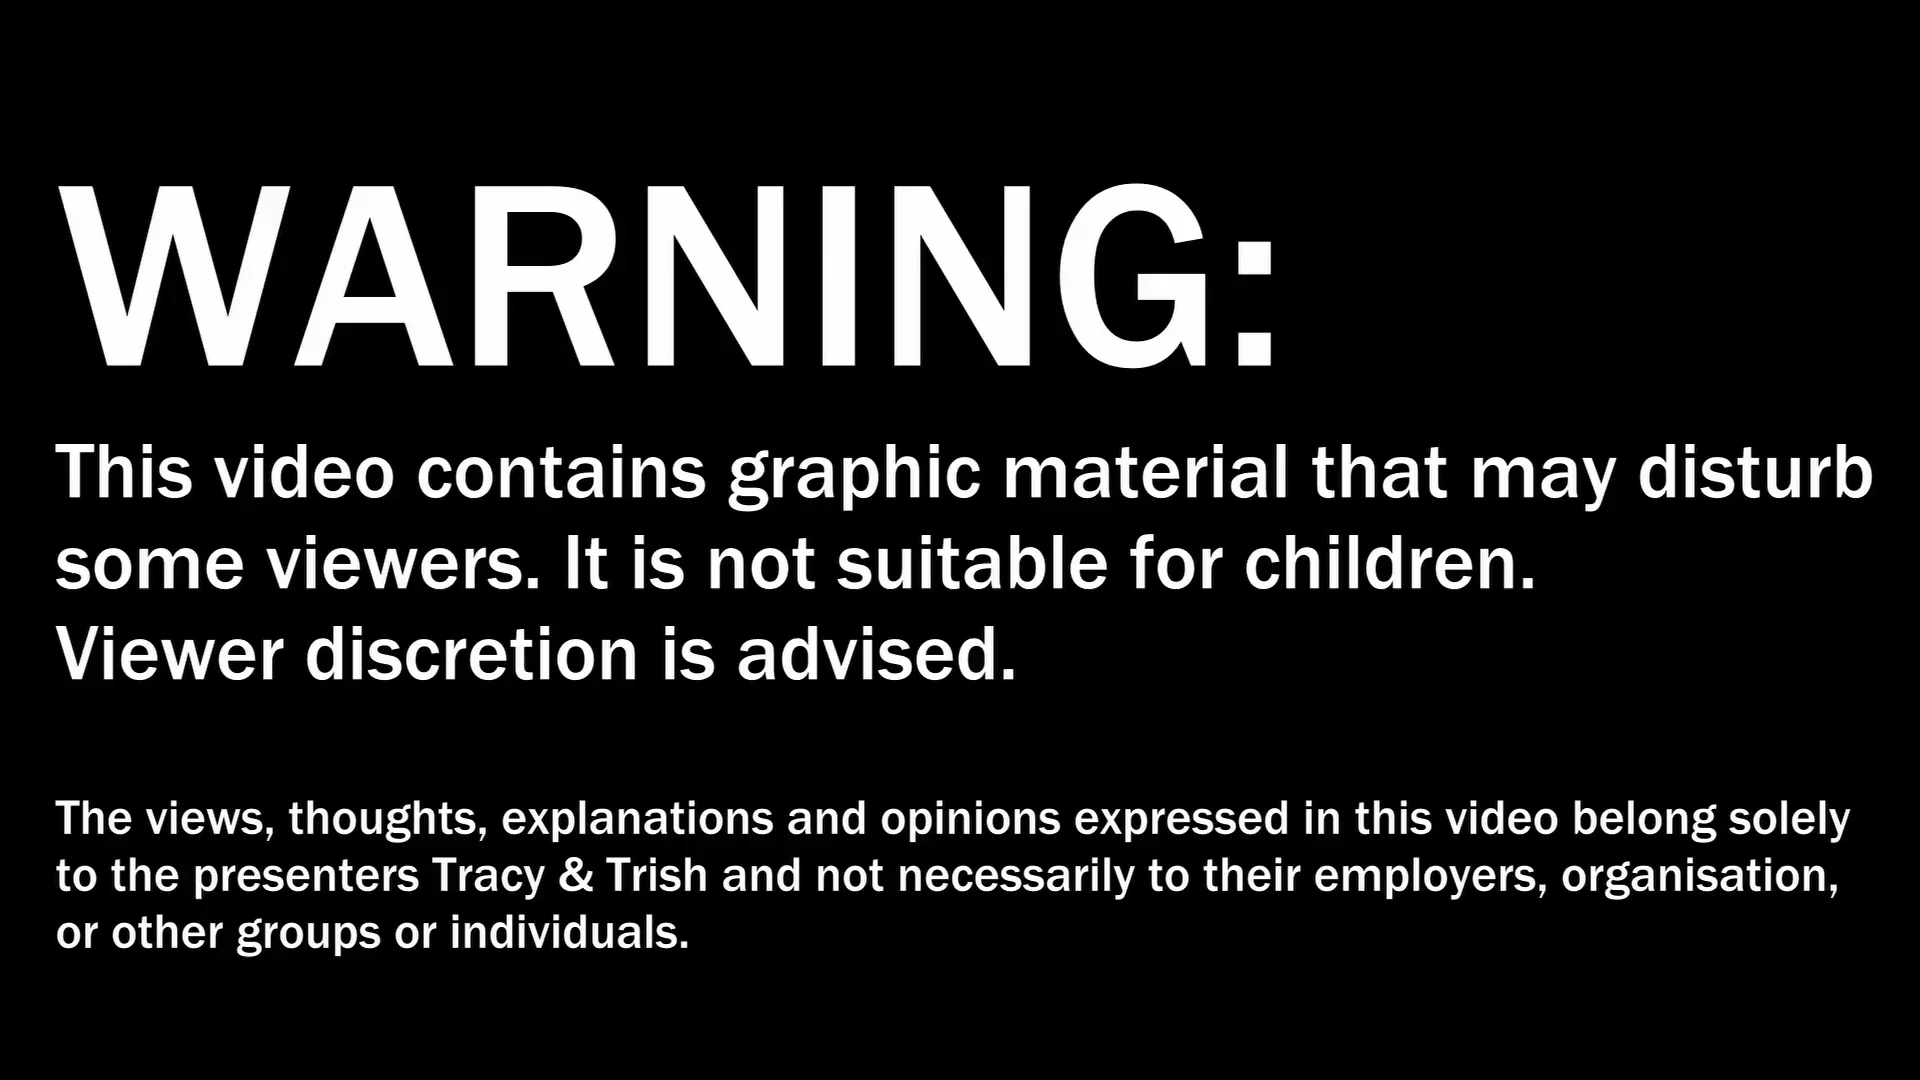 WARNING:
This video contains graphic material that may disturb
some viewers. It is not suitable for children.
Viewer discretion is advised.
The views, thoughts, explanations and opinions expressed in this video belong solely
to the presenters Tracy & Trish and not necessarily to their employers, organisation,
or other groups or individuals.